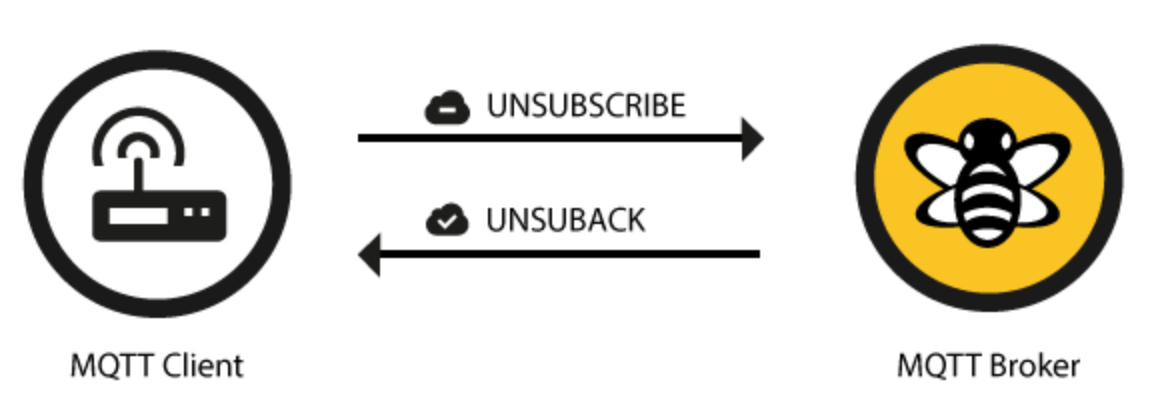 UNSUBSCRIBE
UNSUBACK
MQTT Client
MQTT Broker